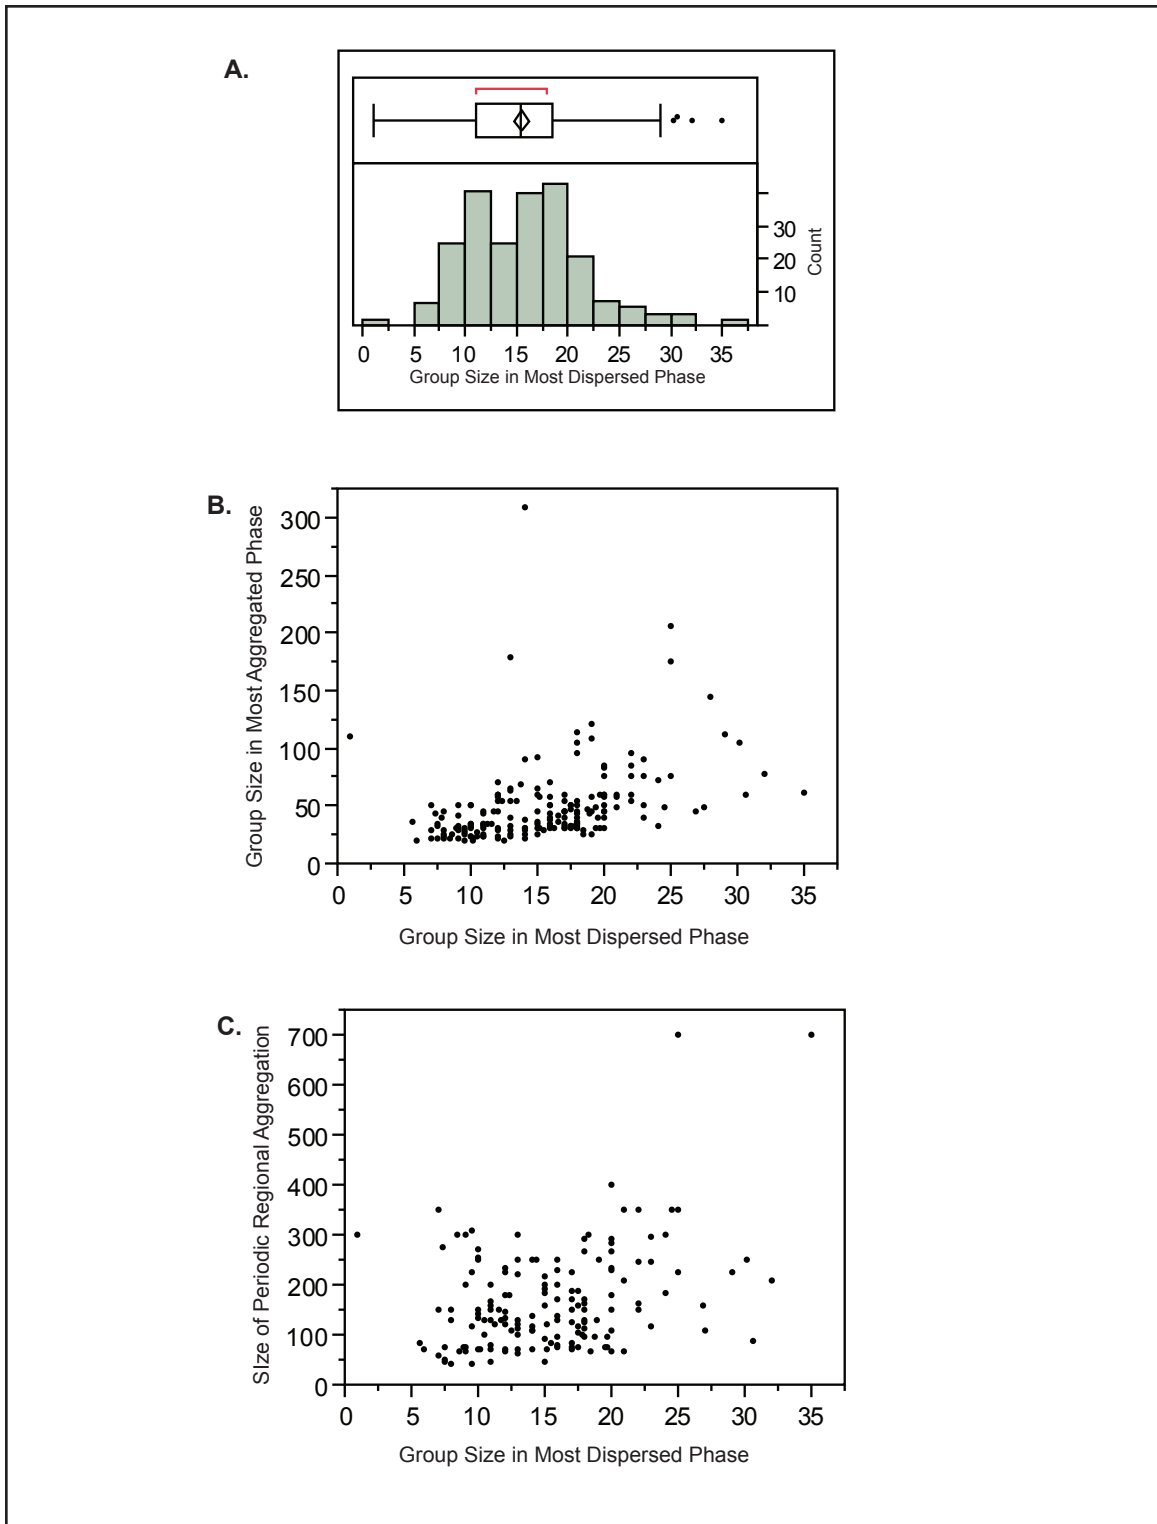 A.
30
20
10
Count
0 5 10 15 20 25 30 35
Group Size in Most Dispersed Phase
B.
Group Size in Most Aggregated Phase
300
250
200
150
100
50
0
0 5 10 15 20 25 30 35
Group Size in Most Dispersed Phase
C.
SIze of Periodic Regional Aggregation
700
600
500
400
300
200
100
0
0 5 10 15 20 25 30 35
Group Size in Most Dispersed Phase